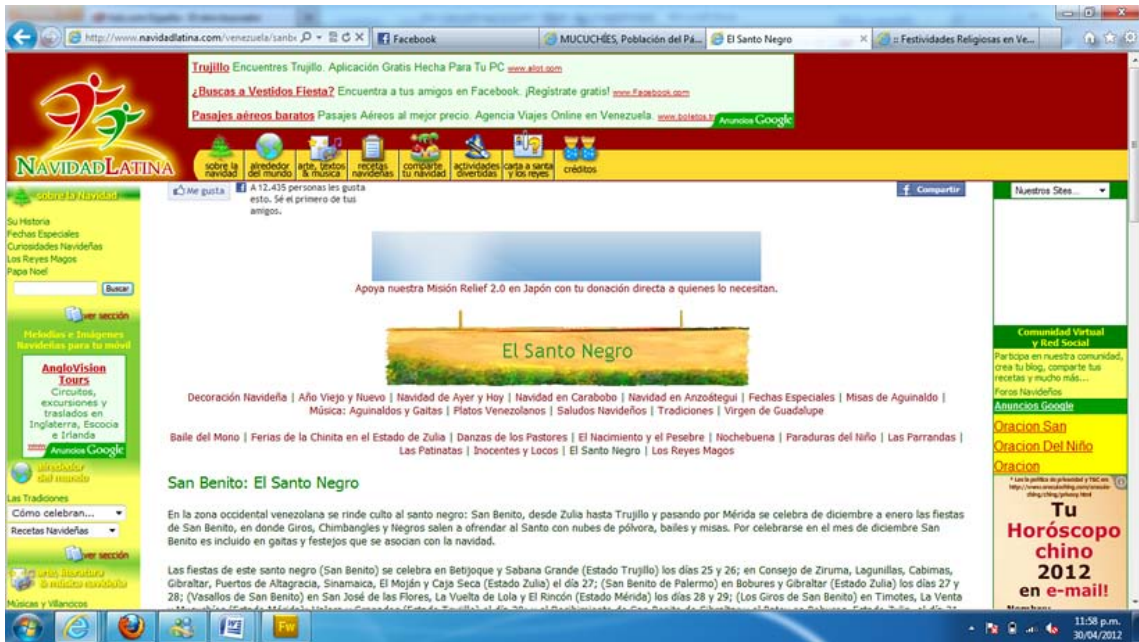 http://www.navidadlatina.com/venezuela/sanbe
Facebook
MUCUCHÍES, Población del Pá...
El Santo Negro
:: Festividades Religiosas en Ve...
Trujillo Encuentres Trujillo. Aplicación Gratis Hecha Para Tu PC www.alot.com
¿Buscas a Vestidos Fiesta? Encuentra a tus amigos en Facebook. ¡Regístrate gratis! www.Facebook.com
Pasajes aéreos baratos Pasajes Aéreos al mejor precio. Agencia Viajes Online en Venezuela. www.boletos.
Anuncios Google
NAVIDADLATINA
sobre la navidad
alrededor del mundo
arte, textos & música
recetas navideñas
comparte tu navidad
actividades divertidas
carta a santa y los reyes
créditos
sobre la Navidad
Su Historia
Fechas Especiales
Curiosidades Navideñas
Los Reyes Magos
Papa Noel
Buscar
ver sección
Melodías e Imágenes
Navideñas para tu móvil
AngloVision
Tours
Circuitos,
excursiones y
traslados en
Inglaterra, Escocia
e Irlanda
Anuncios Google
alrededor
del mundo
Las Tradiciones
Cómo celebran...
Recetas Navideñas
ver sección
arte, literatura
& música navideña
Músicas y Villancicos
Me gusta
A 12.435 personas les gusta
esto. Sé el primero de tus
amigos.
Compartir
Apoya nuestra Misión Relief 2.0 en Japón con tu donación directa a quienes lo necesitan.
El Santo Negro
Decoración Navideña | Año Viejo y Nuevo | Navidad de Ayer y Hoy | Navidad en Carabobo | Navidad en Anzoátegui | Fechas Especiales | Misas de Aguinaldo |
Música: Aguinaldos y Gaitas | Platos Venezolanos | Saludos Navideños | Tradiciones | Virgen de Guadalupe
Baile del Mono | Ferias de la Chinita en el Estado de Zulia | Danzas de los Pastores | El Nacimiento y el Pesebre | Nochebuena | Paraduras del Niño | Las Parrandas |
Las Patinatas | Inocentes y Locos | El Santo Negro | Los Reyes Magos
San Benito: El Santo Negro
En la zona occidental venezolana se rinde culto al santo negro: San Benito, desde Zulia hasta Trujillo y pasando por Mérida se celebra de diciembre a enero las fiestas
de San Benito, en donde Giros, Chimbangles y Negros salen a ofrendar al Santo con nubes de pólvora, bailes y misas. Por celebrarse en el mes de diciembre San
Benito es incluido en gaitas y festejos que se asocian con la navidad.
Las fiestas de este santo negro (San Benito) se celebra en Betijoque y Sabana Grande (Estado Trujillo) los días 25 y 26; en Consejo de Ziruma, Lagunillas, Cabimas,
Gibraltar, Puertos de Altagracia, Sinamaica, El Moján y Caja Seca (Estado Zulia) el día 27; (San Benito de Palermo) en Bobures y Gibraltar (Estado Zulia) los días 27 y
28; (Vasallos de San Benito) en San José de las Flores, La Vuelta de Lola y El Rincón (Estado Mérida) los días 28 y 29; (Los Giros de San Benito) en Timotes, La Venta
Nuestros Sites...
Comunidad Virtual
y Red Social
Participa en nuestra comunidad,
crea tu blog, comparte tus
recetas y mucho más...
Foros Navideños
Anuncios Google
Oracion San
Oracion Del Niño
Oracion
Tu
Horóscopo
chino
2012
en e-mail!
Nombre:
Fw
11:58 p.m.
30/04/2012